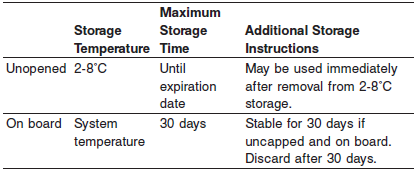 Maximum
Storage Storage Additional Storage
Temperature Time Instructions
Unopened 2-8˚C Until May be used immediately
expiration after removal from 2-8˚C
date storage.
On board System 30 days Stable for 30 days if
temperature uncapped and on board.
Discard after 30 days.